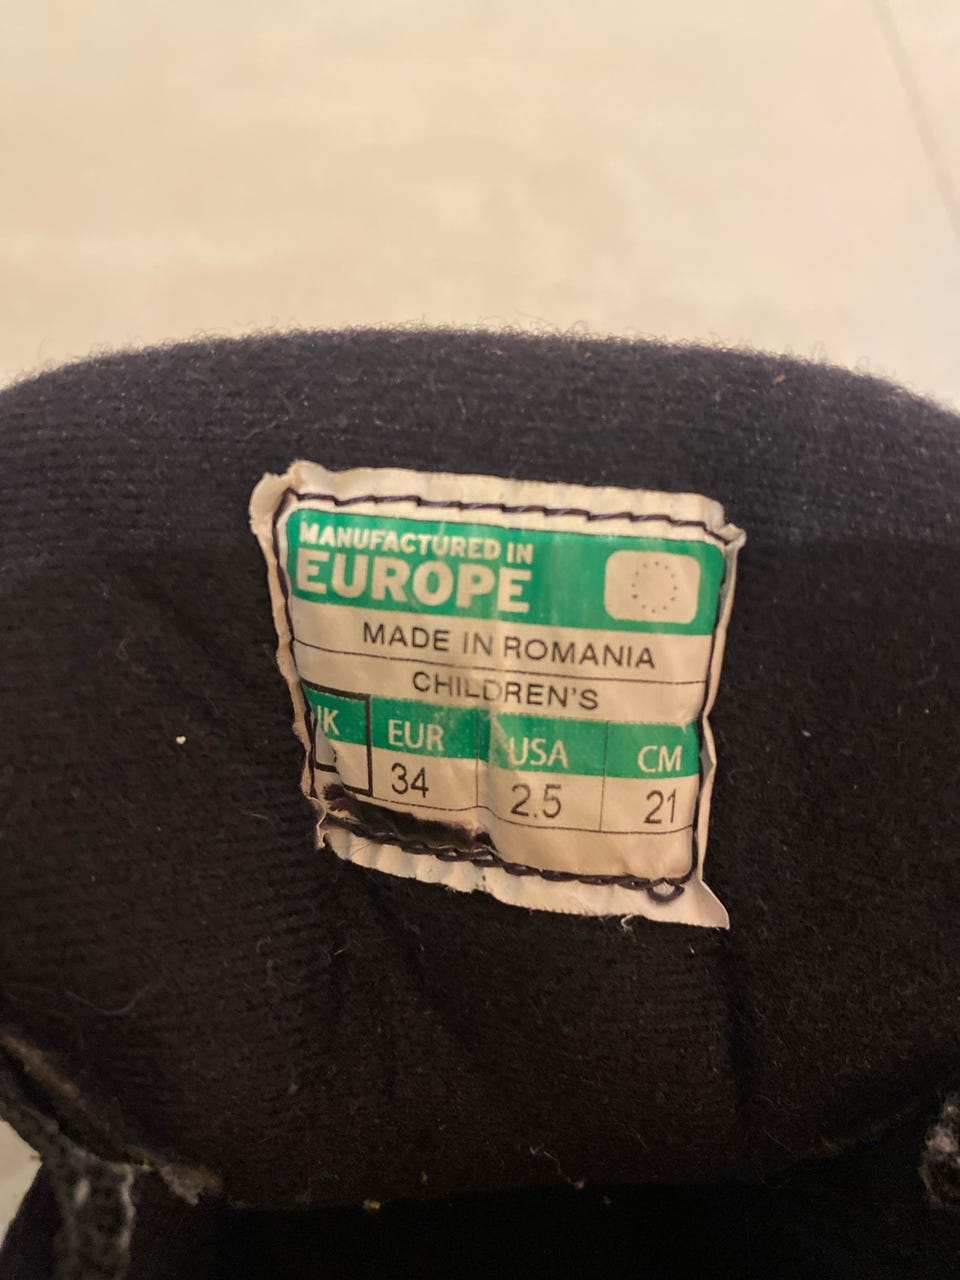 MANUFACTURED IN
EUROPE
MADE IN ROMANIA
CHILDREN'S
EUR USA CM
34 2.5 21